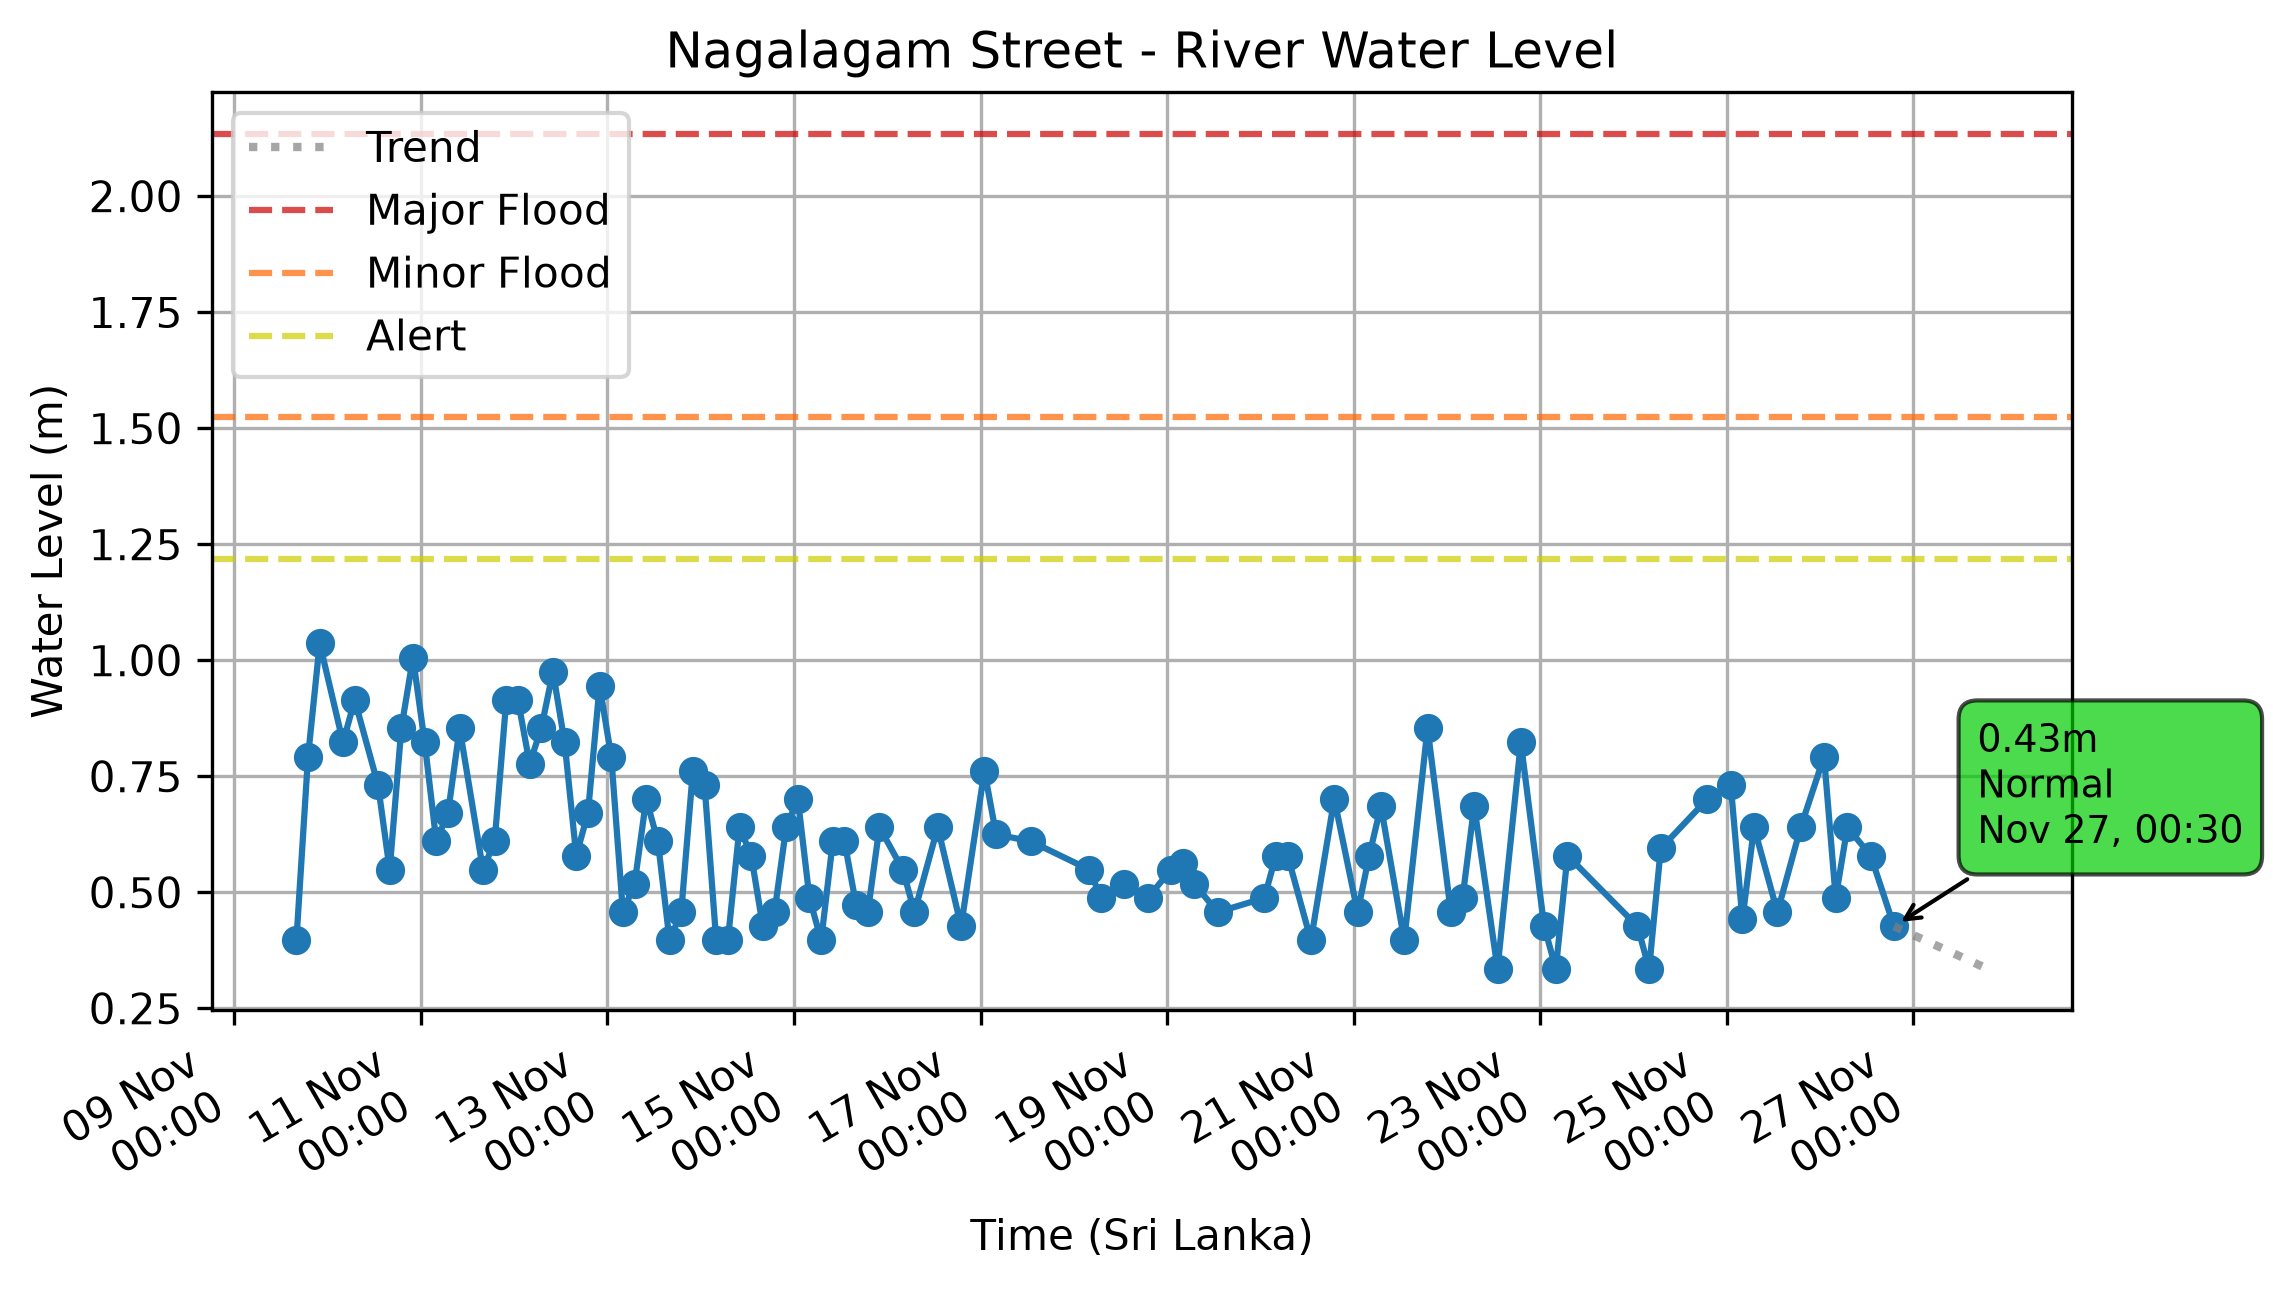 Nagalagam Street - River Water Level
Trend
Major Flood
Minor Flood
Alert
Water Level (m)
2.00
1.75
1.50
1.25
1.00
0.75
0.50
0.25
0.43m
Normal
Nov 27, 00:30
09 Nov
00:00
11 Nov
00:00
13 Nov
00:00
15 Nov
00:00
17 Nov
00:00
19 Nov
00:00
21 Nov
00:00
23 Nov
00:00
25 Nov
00:00
27 Nov
00:00
Time (Sri Lanka)